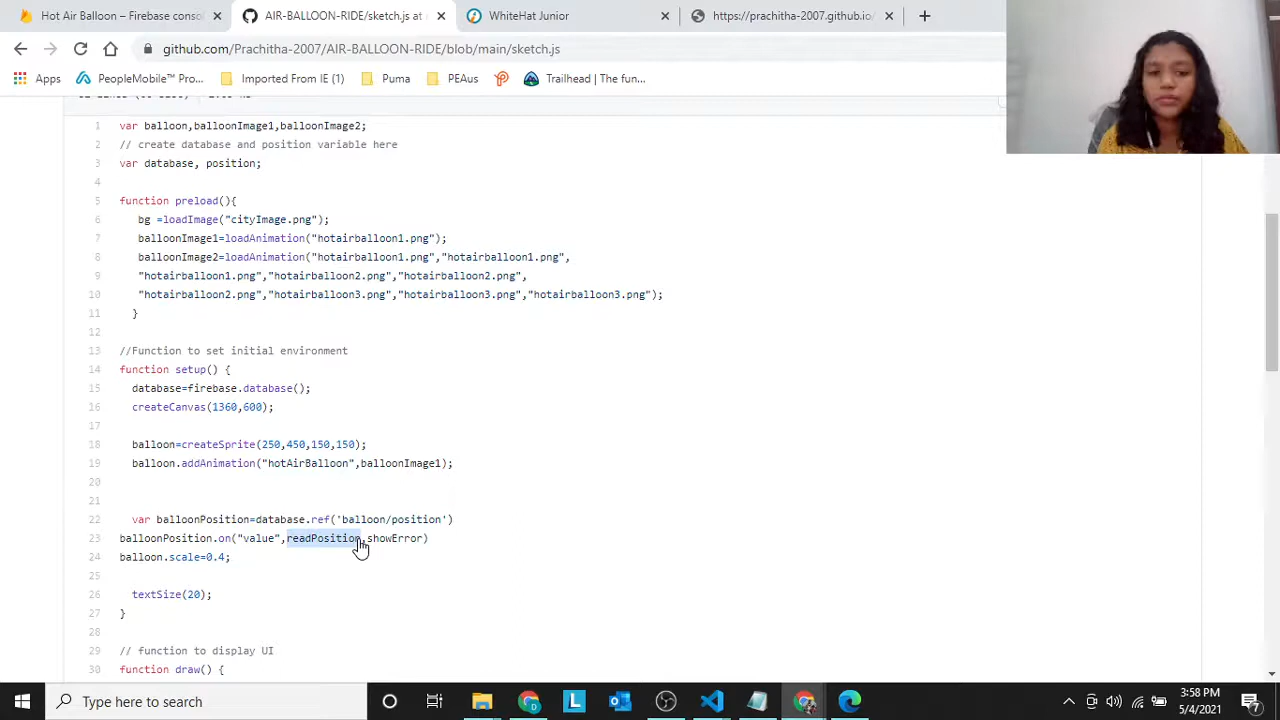 Hot Air Balloon – Firebase consol
AIR-BALLOON-RIDE/sketch.js at
WhiteHat Junior
https://prachitha-2007.github.io/
github.com/Prachitha-2007/AIR-BALLOON-RIDE/blob/main/sketch.js
Apps
PeopleMobile™ Pro...
Imported From IE (1)
Puma
PEAus
Trailhead | The fun...
1 var balloon,balloonImage1,balloonImage2;
2 // create database and position variable here
3 var database, position;
4
5 function preload(){
6 bg =loadImage("cityImage.png");
7 balloonImage1=loadAnimation("hotairballoon1.png");
8 balloonImage2=loadAnimation("hotairballoon1.png","hotairballoon1.png",
9 "hotairballoon1.png","hotairballoon2.png","hotairballoon2.png",
10 "hotairballoon2.png","hotairballoon3.png","hotairballoon3.png","hotairballoon3.png");
11 }
12
13 //Function to set initial environment
14 function setup() {
15 database=firebase.database();
16 createCanvas(1360,600);
17
18 balloon=createSprite(250,450,150,150);
19 balloon.addAnimation("hotAirBalloon",balloonImage1);
20
21
22 var balloonPosition=database.ref('balloon/position')
23 balloonPosition.on("value",readPosition,showError)
24 balloon.scale=0.4;
25
26 textSize(20);
27 }
28
29 // function to display UI
30 function draw() {
Type here to search
3:58 PM
5/4/2021
7